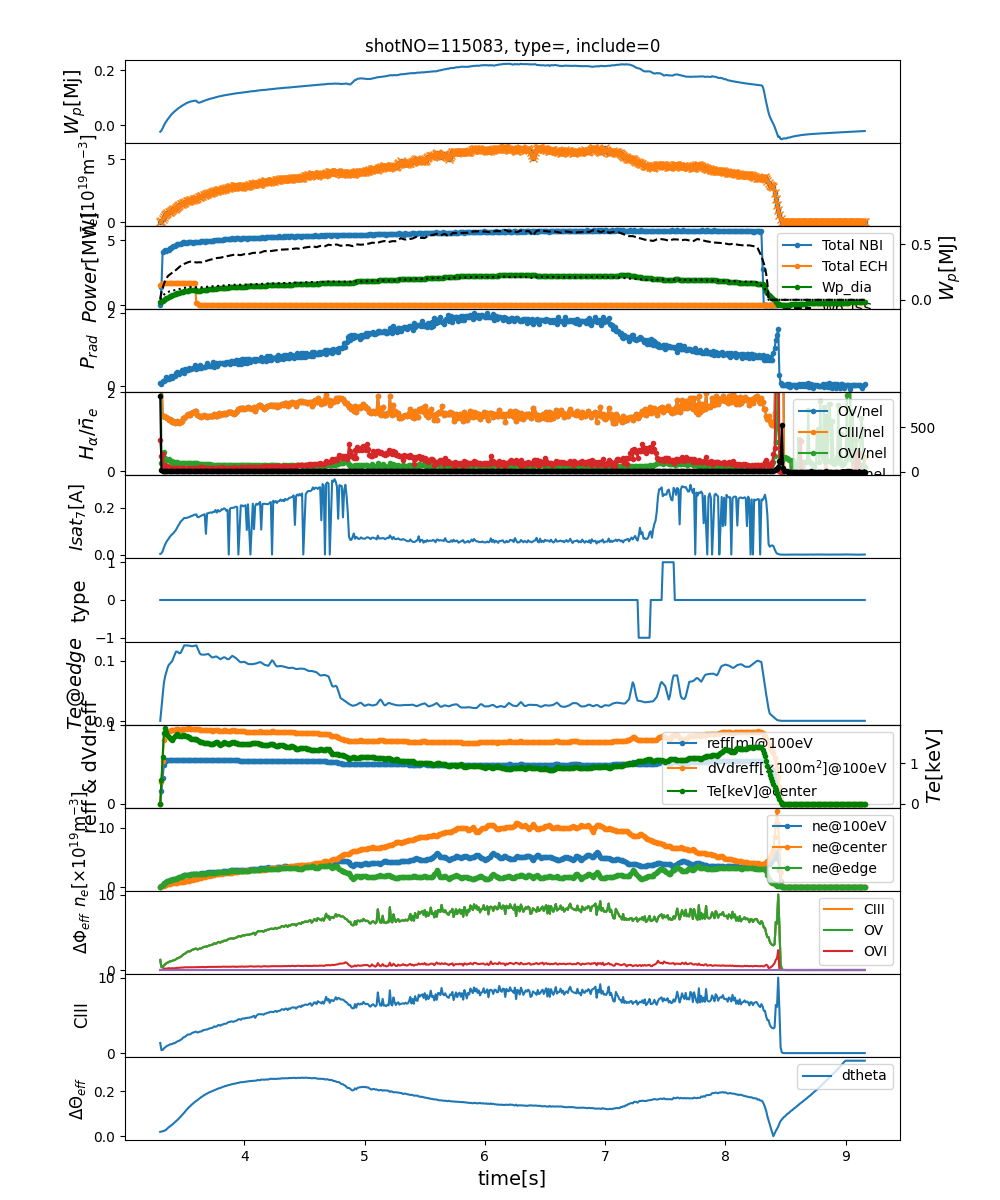 shotNO=115083, type=, include=0
W_p[MJ]
0.2
0.0
[10^19 m^-3]
5
0
Power[MW]
5
0
W_p[MJ]
0.5
0.0
Total NBI
Total ECH
Wp_dia
P_rad
2
0
H_α/n̄_e
2
0
500
0
OV/nel
CIII/nel
OVI/nel
Isat_7[A]
0.2
0.0
type
1
0
−1
Te@edge
0.1
0.0
reff & dVdreff
1
0
Te[keV]
1
0
reff[m]@100eV
dVdreff[×100m^2]@100eV
Te[keV]@center
n_e[×10^19 m^-3]
10
0
ne@100eV
ne@center
ne@edge
ΔΦ_eff
10
0
CIII
OV
OVI
CIII
10
0
ΔΘ_eff
0.2
0.0
dtheta
4 5 6 7 8 9
time[s]